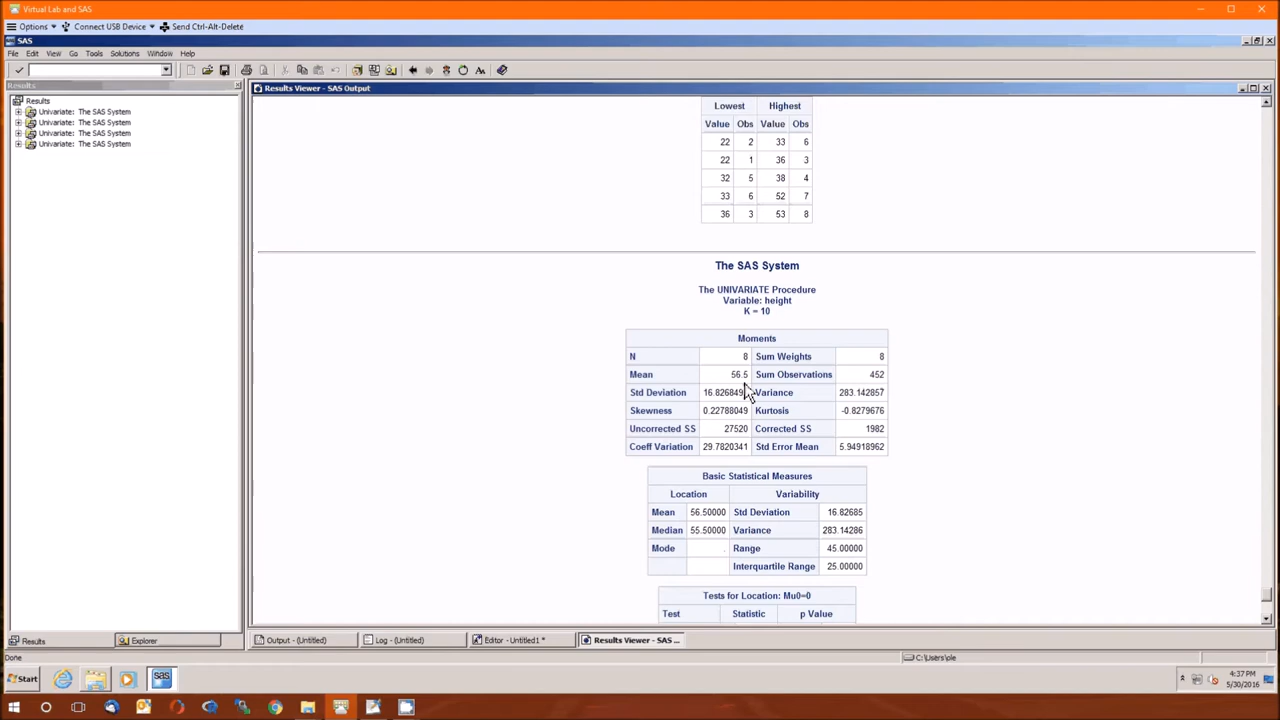 Virtual Lab and SAS
Options Connect USB Device Send Ctrl-Alt-Delete
SAS
File Edit View Go Tools Solutions Window Help
Results
Results Viewer - SAS Output
Results
Univariate: The SAS System
Univariate: The SAS System
Univariate: The SAS System
Univariate: The SAS System
Lowest Highest
Value Obs Value Obs
22 2 33 6
22 1 36 3
32 5 38 4
33 6 52 7
36 3 53 8
The SAS System
The UNIVARIATE Procedure
Variable: height
K = 10
Moments
N 8 Sum Weights 8
Mean 56.5 Sum Observations 452
Std Deviation 16.826849 Variance 283.142857
Skewness 0.22788049 Kurtosis -0.8279676
Uncorrected SS 27520 Corrected SS 1982
Coeff Variation 29.7820341 Std Error Mean 5.94918962
Basic Statistical Measures
Location Variability
Mean 56.50000 Std Deviation 16.82685
Median 55.50000 Variance 283.14286
Mode . Range 45.00000
Interquartile Range 25.00000
Tests for Location: Mu0=0
Test Statistic p Value
Results Explorer
Output - (Untitled) Log - (Untitled) Editor - Untitled1 * Results Viewer - SAS ...
Done
C:\Users\ole
Start
sas
4:37 PM
5/30/2016